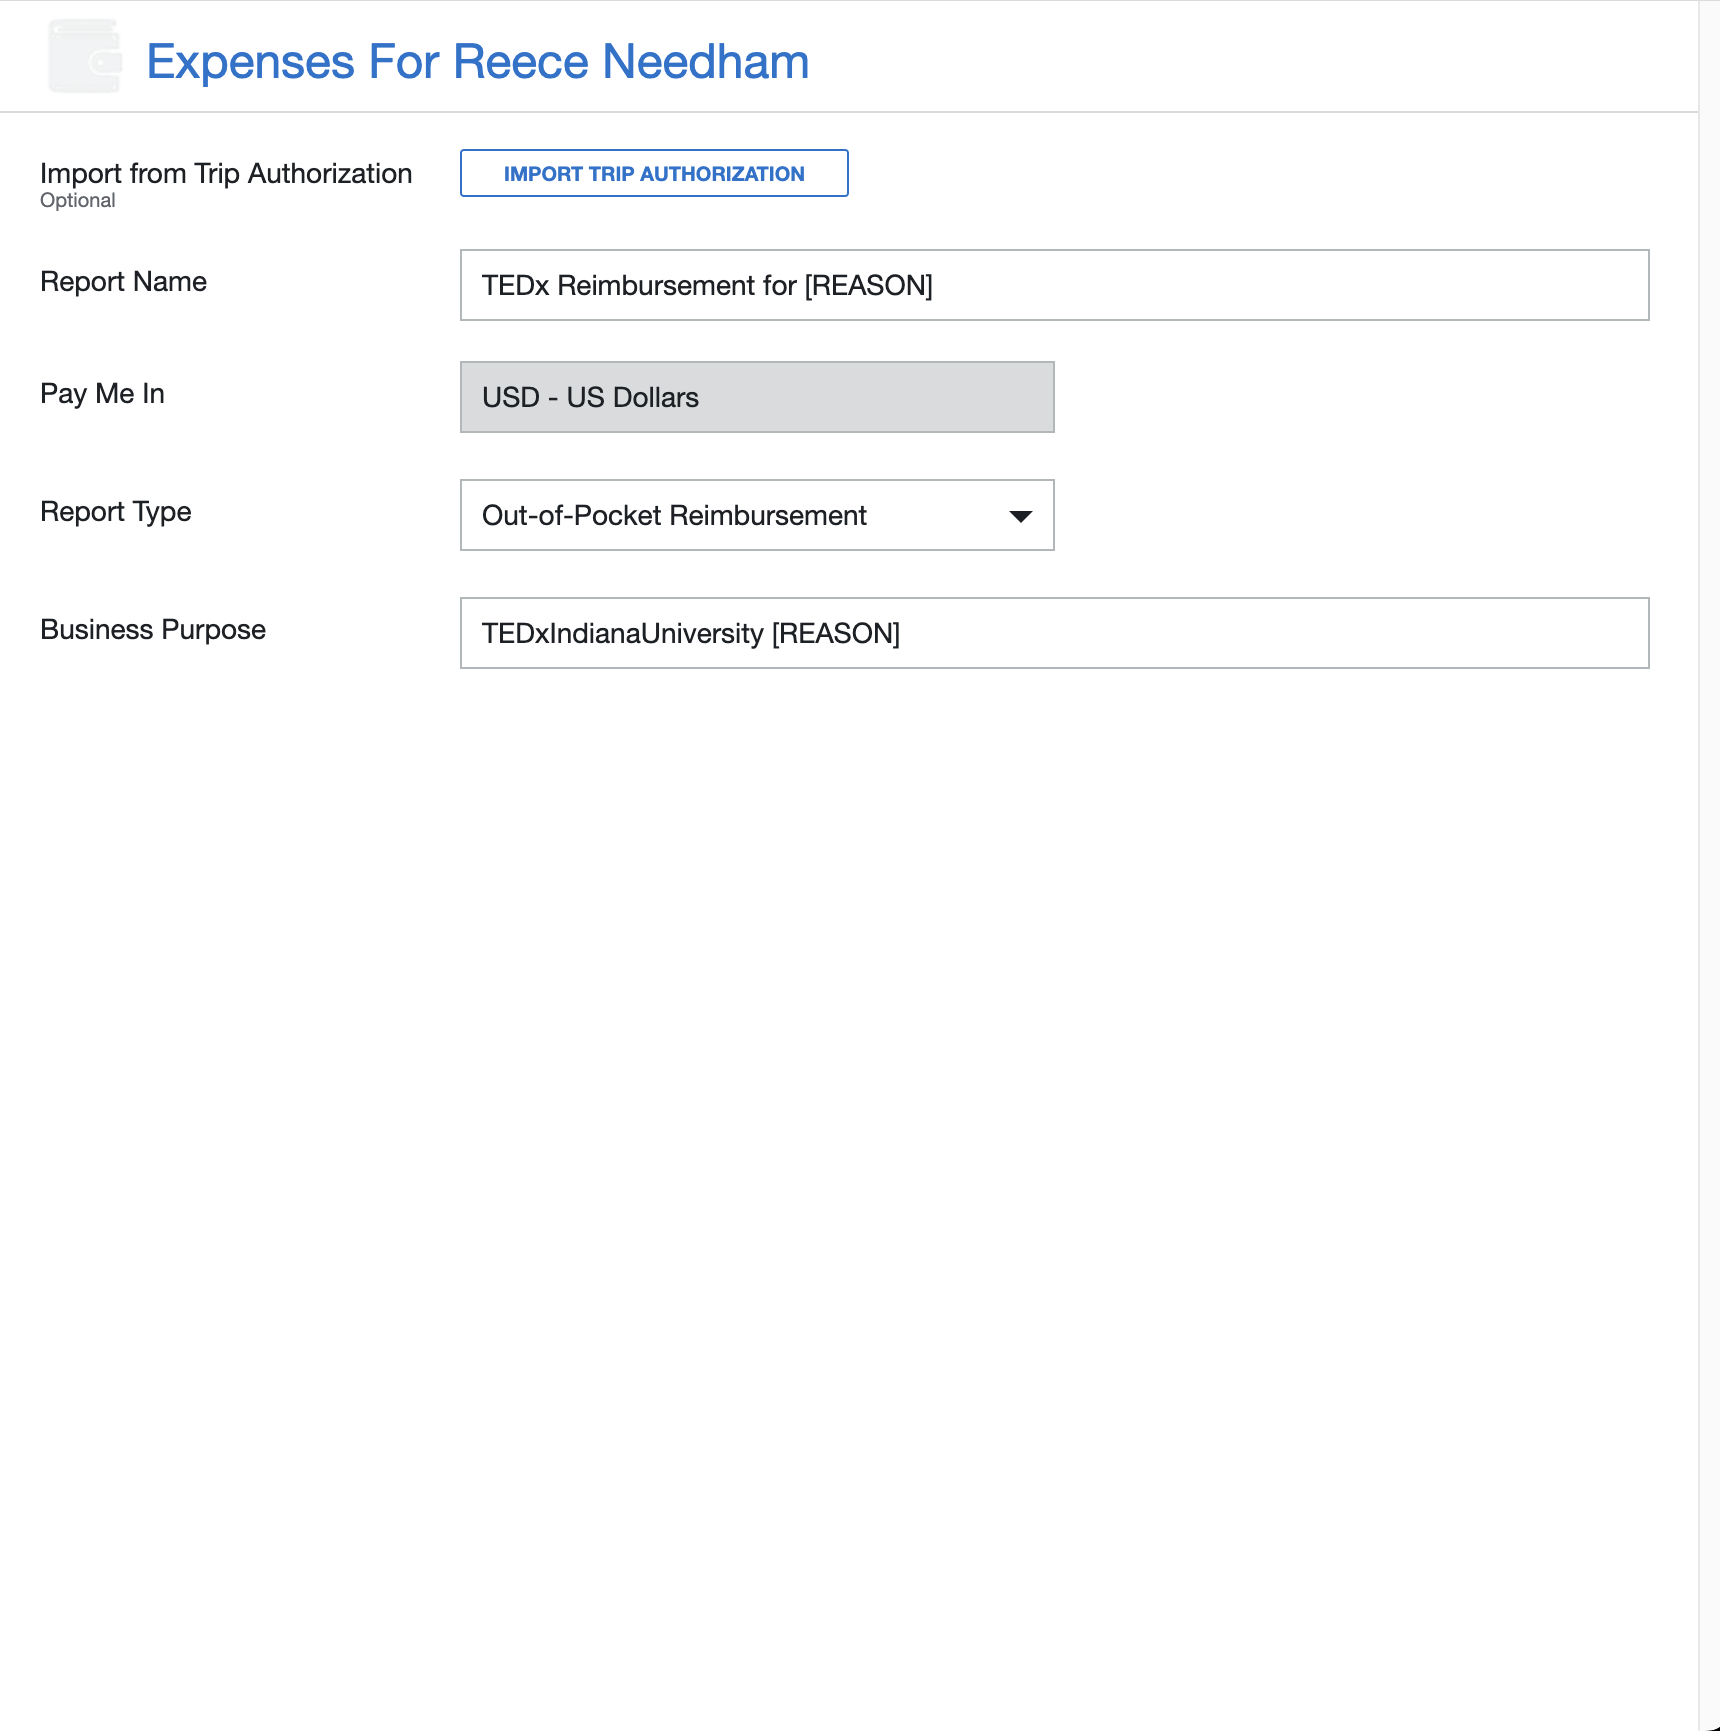 Expenses For Reece Needham
Import from Trip Authorization
Optional
IMPORT TRIP AUTHORIZATION
Report Name
TEDx Reimbursement for [REASON]
Pay Me In
USD - US Dollars
Report Type
Out-of-Pocket Reimbursement
Business Purpose
TEDxIndianaUniversity [REASON]